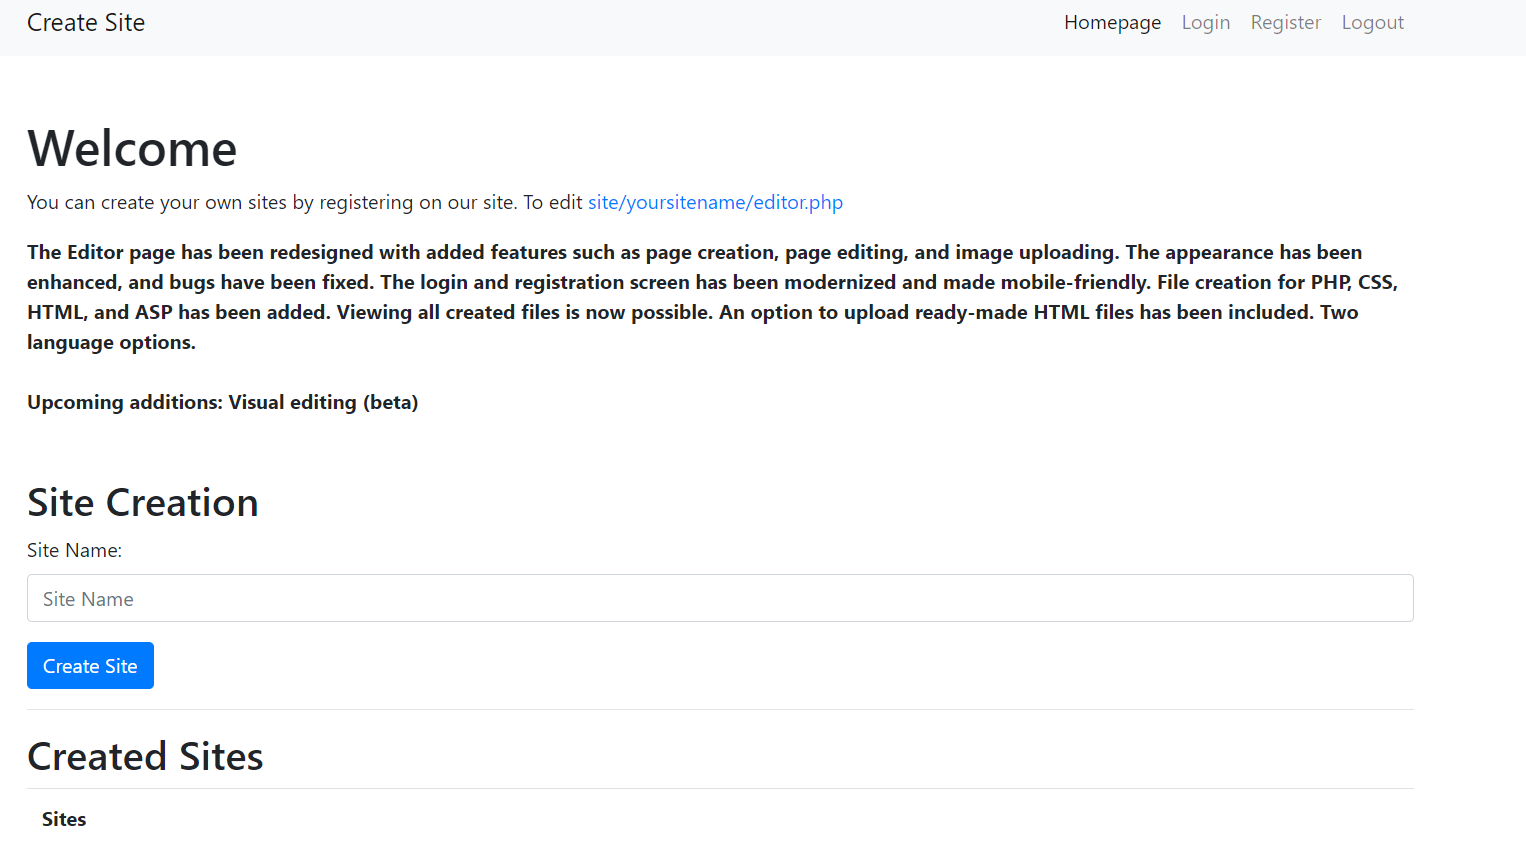 Create Site
Homepage Login Register Logout
Welcome
You can create your own sites by registering on our site. To edit site/yoursitename/editor.php
The Editor page has been redesigned with added features such as page creation, page editing, and image uploading. The appearance has been
enhanced, and bugs have been fixed. The login and registration screen has been modernized and made mobile-friendly. File creation for PHP, CSS,
HTML, and ASP has been added. Viewing all created files is now possible. An option to upload ready-made HTML files has been included. Two
language options.
Upcoming additions: Visual editing (beta)
Site Creation
Site Name:
Site Name
Create Site
Created Sites
Sites